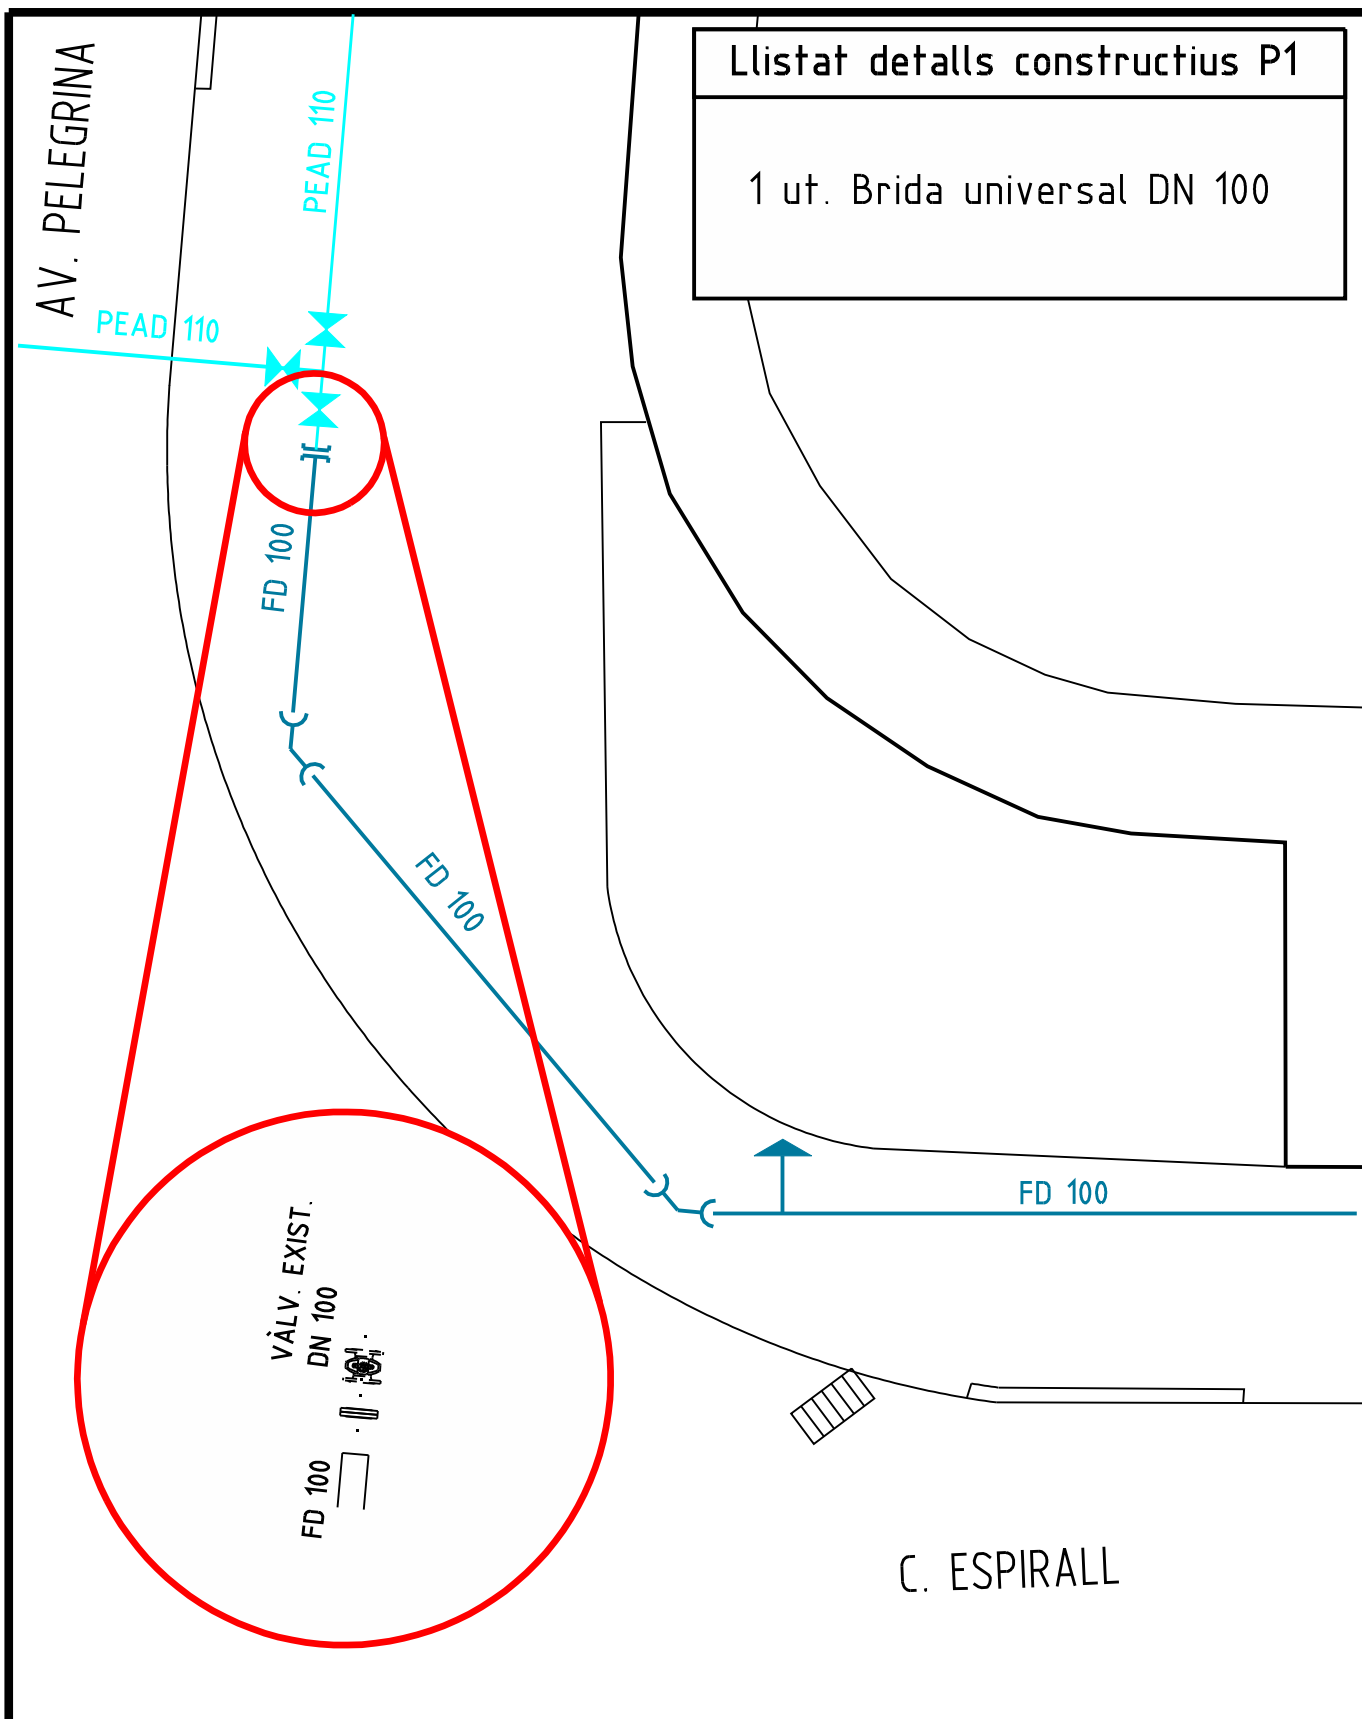 Llistat detalls constructius P1
1 ut. Brida universal DN 100
AV. PELEGRINA
PEAD 110
PEAD 110
FD 100
FD 100
FD 100
VÀLV. EXIST.
DN 100
FD 100
C. ESPIRALL